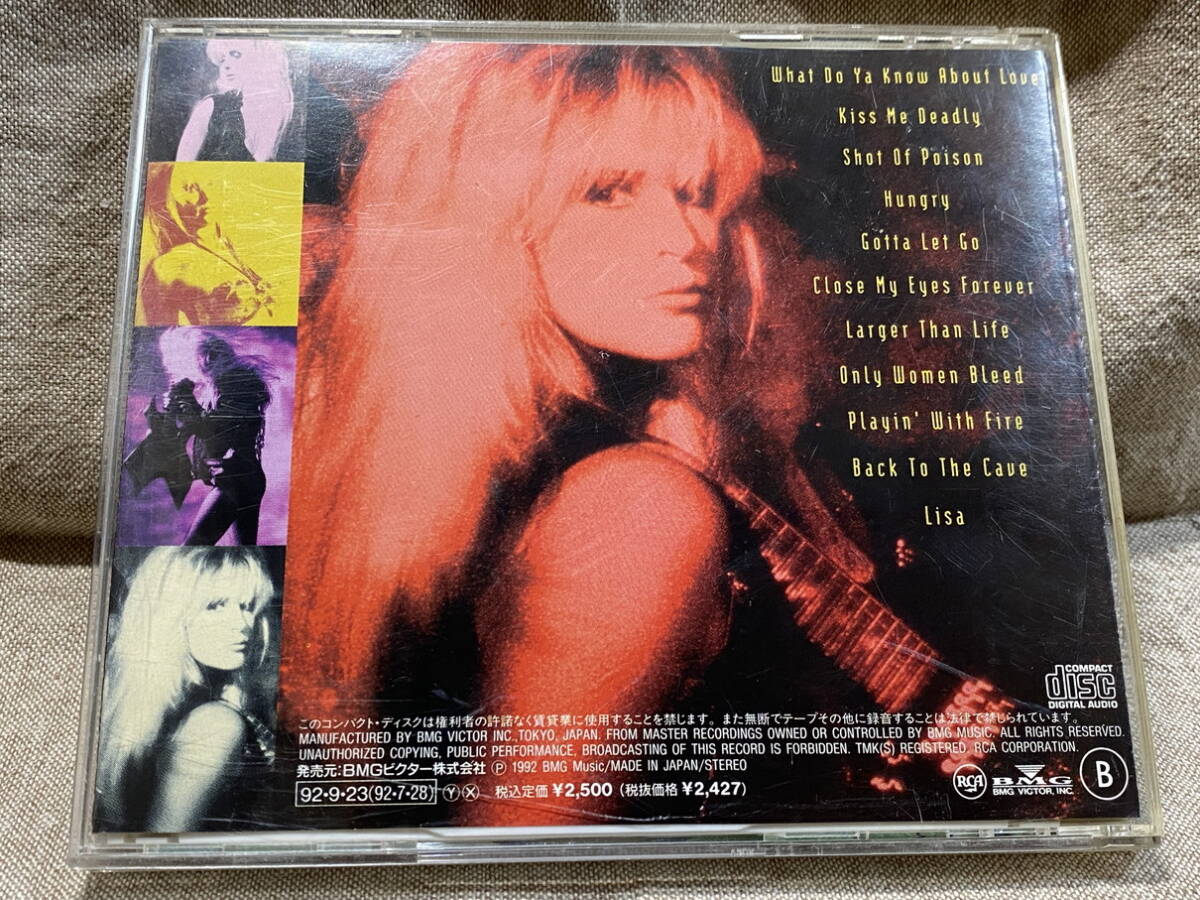 What Do Ya Know About Love
Kiss Me Deadly
Shot Of Poison
Hungry
Gotta Let Go
Close My Eyes Forever
Larger Than Life
Only Women Bleed
Playin' With Fire
Back To The Cave
Lisa
COMPACT
disc
DIGITAL AUDIO
このコンパクト・ディスクは権利者の許諾なく賃貸業に使用することを禁じます。また無断でテープその他に録音することは法律で禁じられています。
MANUFACTURED BY BMG VICTOR INC.,TOKYO, JAPAN. FROM MASTER RECORDINGS OWNED OR CONTROLLED BY BMG MUSIC. ALL RIGHTS RESERVED.
UNAUTHORIZED COPYING, PUBLIC PERFORMANCE, BROADCASTING OF THIS RECORD IS FORBIDDEN. TMK(S) REGISTERED, RCA CORPORATION.
発売元:BMGビクター株式会社 Ⓟ 1992 BMG Music/MADE IN JAPAN/STEREO
92・9・23(92・7・28) Ⓨ Ⓧ 税込定価 ¥2,500 (税抜価格 ¥2,427)
RCA
BMG
BMG VICTOR, INC.
B